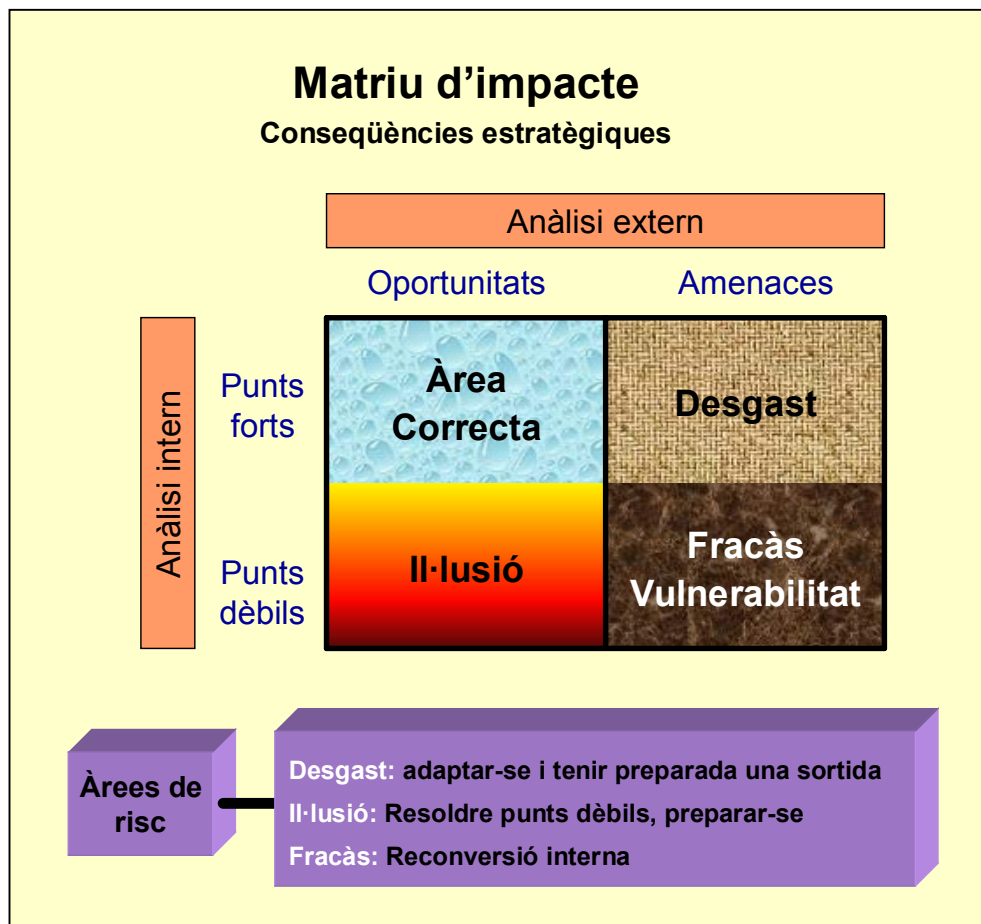 Matriu d’impacte
Conseqüències estratègiques
Anàlisi extern
Oportunitats
Amenaces
Anàlisi intern
Punts
forts
Àrea
Correcta
Desgast
Punts
dèbils
Il·lusió
Fracàs
Vulnerabilitat
Àrees de
risc
Desgast: adaptar-se i tenir preparada una sortida
Il·lusió: Resoldre punts dèbils, preparar-se
Fracàs: Reconversió interna